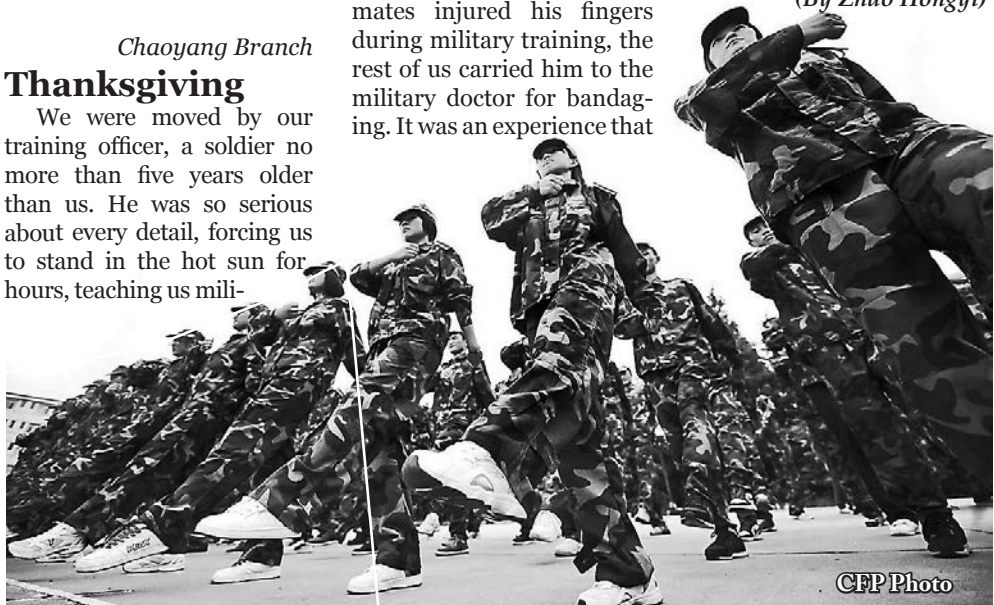 Chaoyang Branch
Thanksgiving
We were moved by our
training officer, a soldier no
more than five years older
than us. He was so serious
about every detail, forcing us
to stand in the hot sun for
hours, teaching us mili-
mates injured his fingers
during military training, the
rest of us carried him to the
military doctor for bandag-
ing. It was an experience that
(By Zhao Hongyi)
CFP Photo